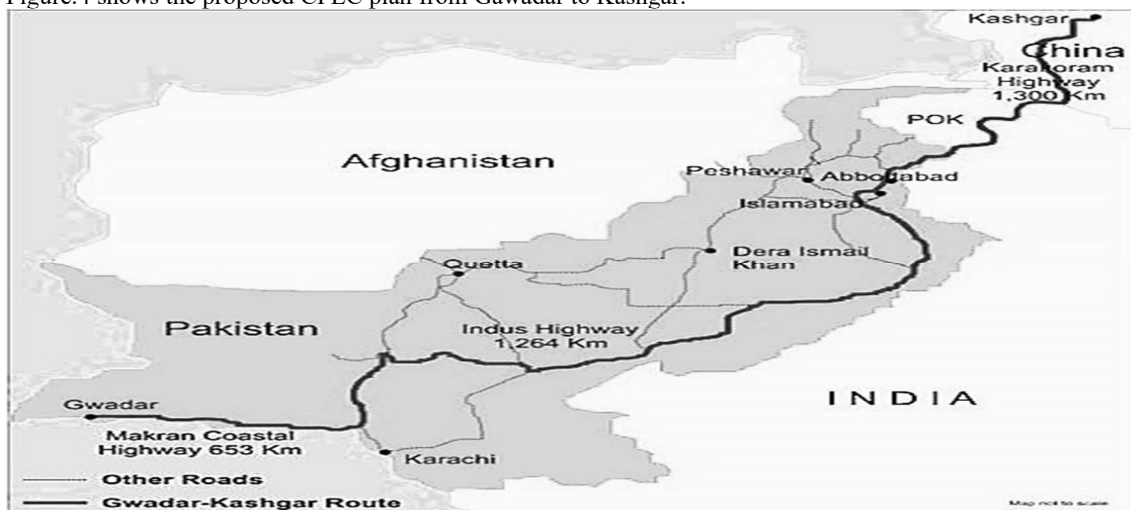 Figure.4 shows the proposed CPEC plan from Gawadar to Kashgar.
Kashgar
China
Karakoram
Highway
1,300 Km
POK
Afghanistan
Peshawar
Abbottabad
Islamabad
Dera Ismail
Khan
Quetta
Pakistan
Indus Highway
1,264 Km
INDIA
Gwadar
Makran Coastal
Highway 653 Km
Karachi
Other Roads
Gwadar-Kashgar Route
Map not to scale